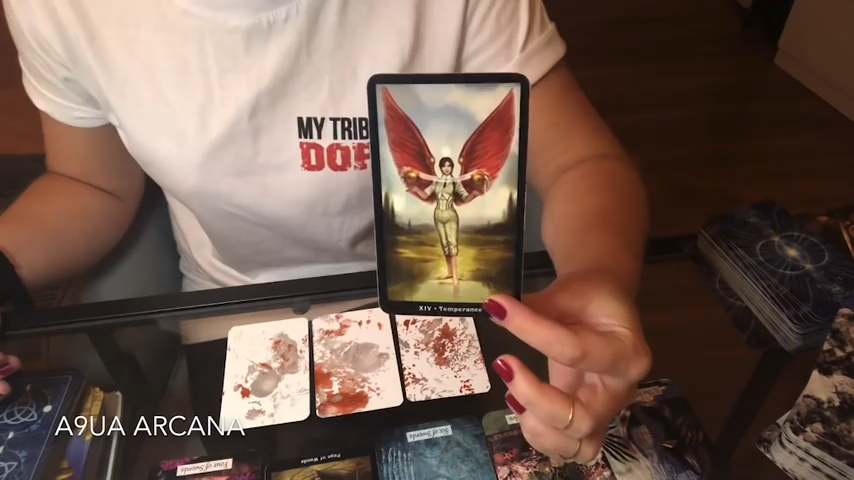 MY TRIB
DOP
XIV • Temperance
A9UA ARCANA
Four of Swords
Page of Wands
Six of Swords